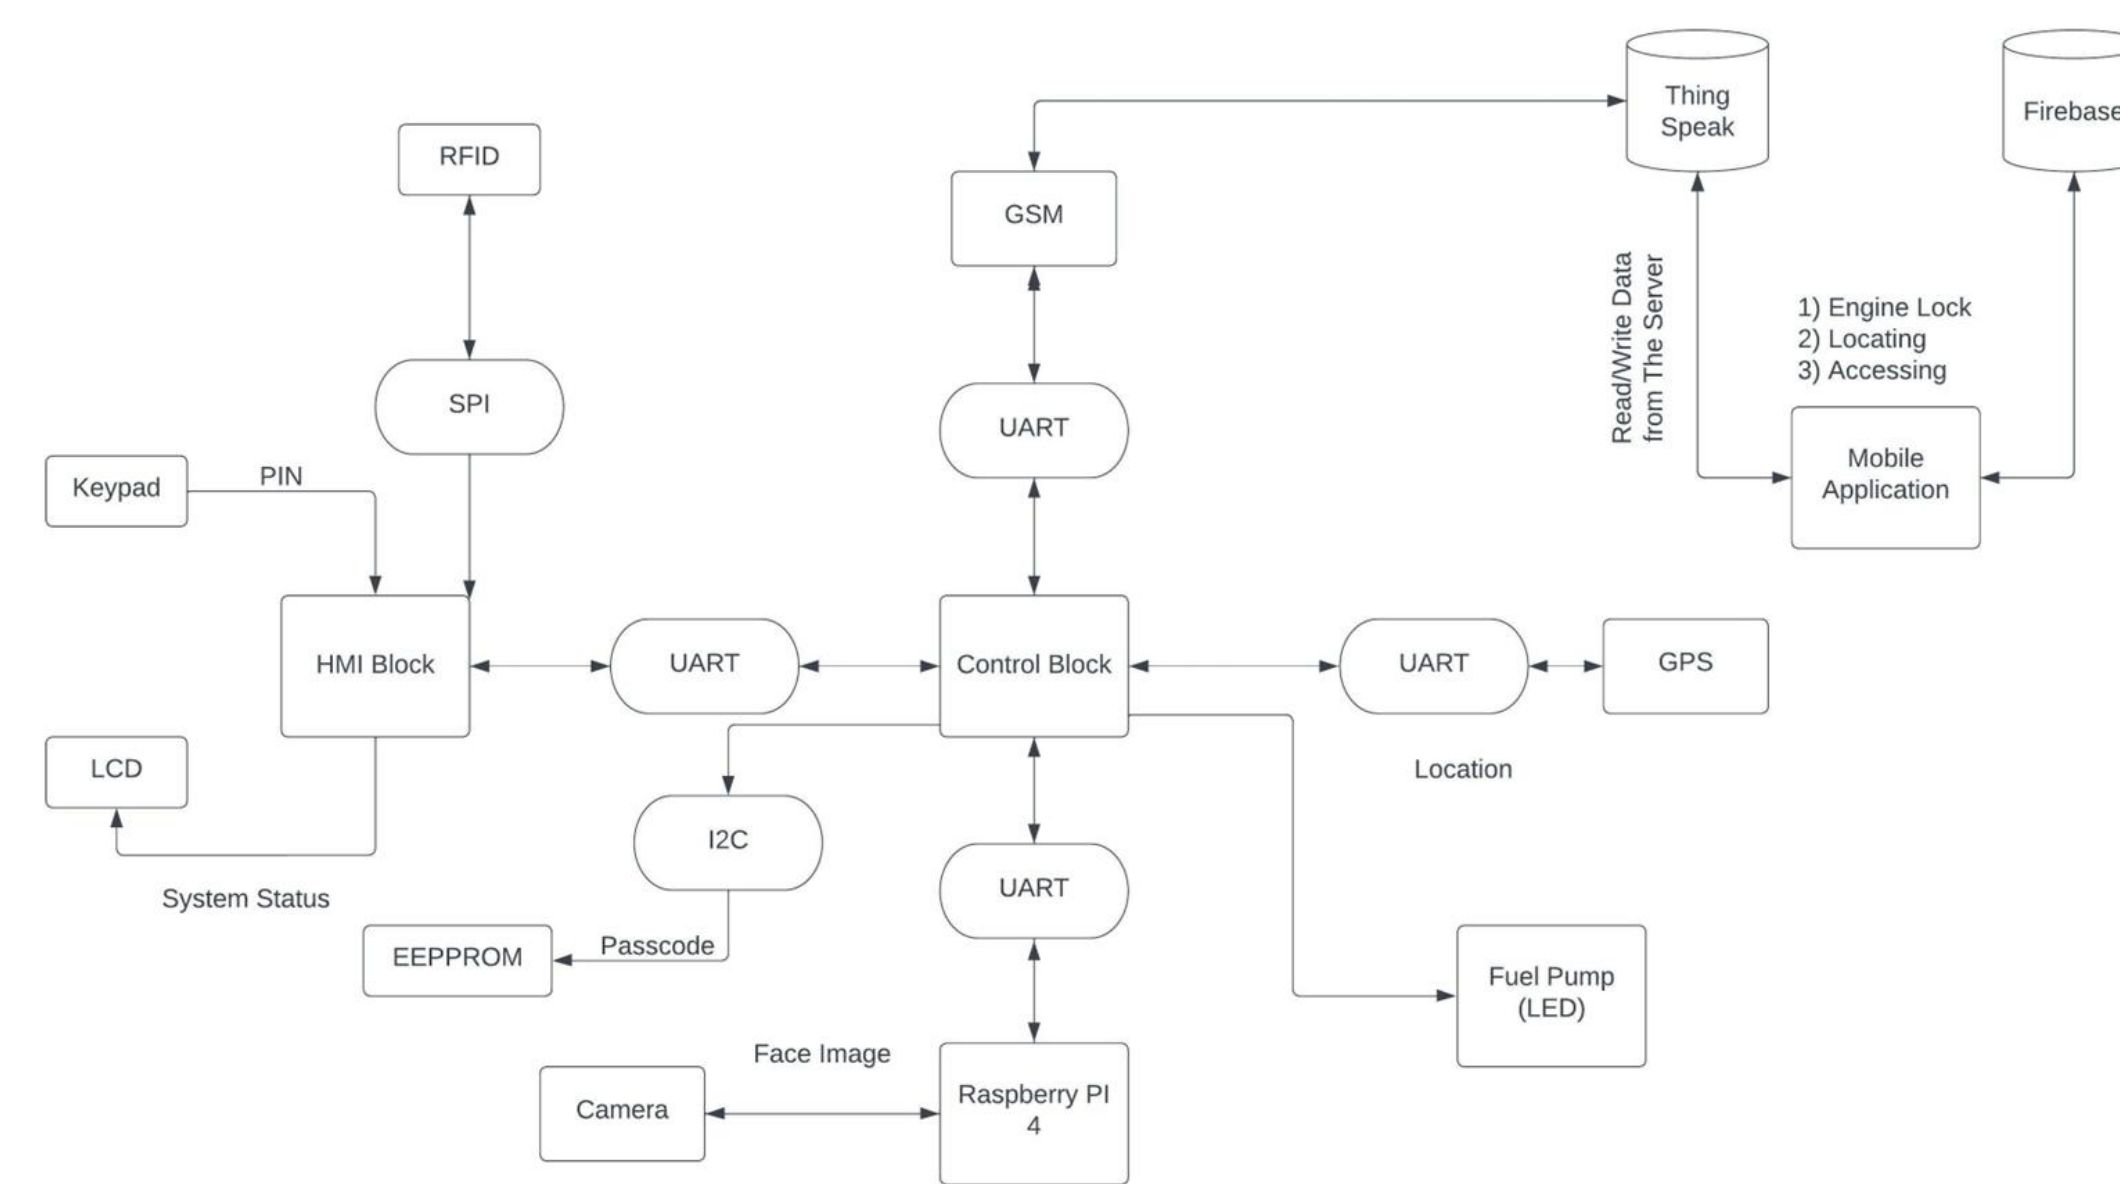 Thing
Speak
Firebase
RFID
GSM
Read/Write Data
from The Server
1) Engine Lock
2) Locating
3) Accessing
SPI
UART
Mobile
Application
Keypad
PIN
HMI Block
UART
Control Block
UART
GPS
LCD
Location
I2C
System Status
UART
EEPPROM
Passcode
Fuel Pump
(LED)
Face Image
Camera
Raspberry PI
4